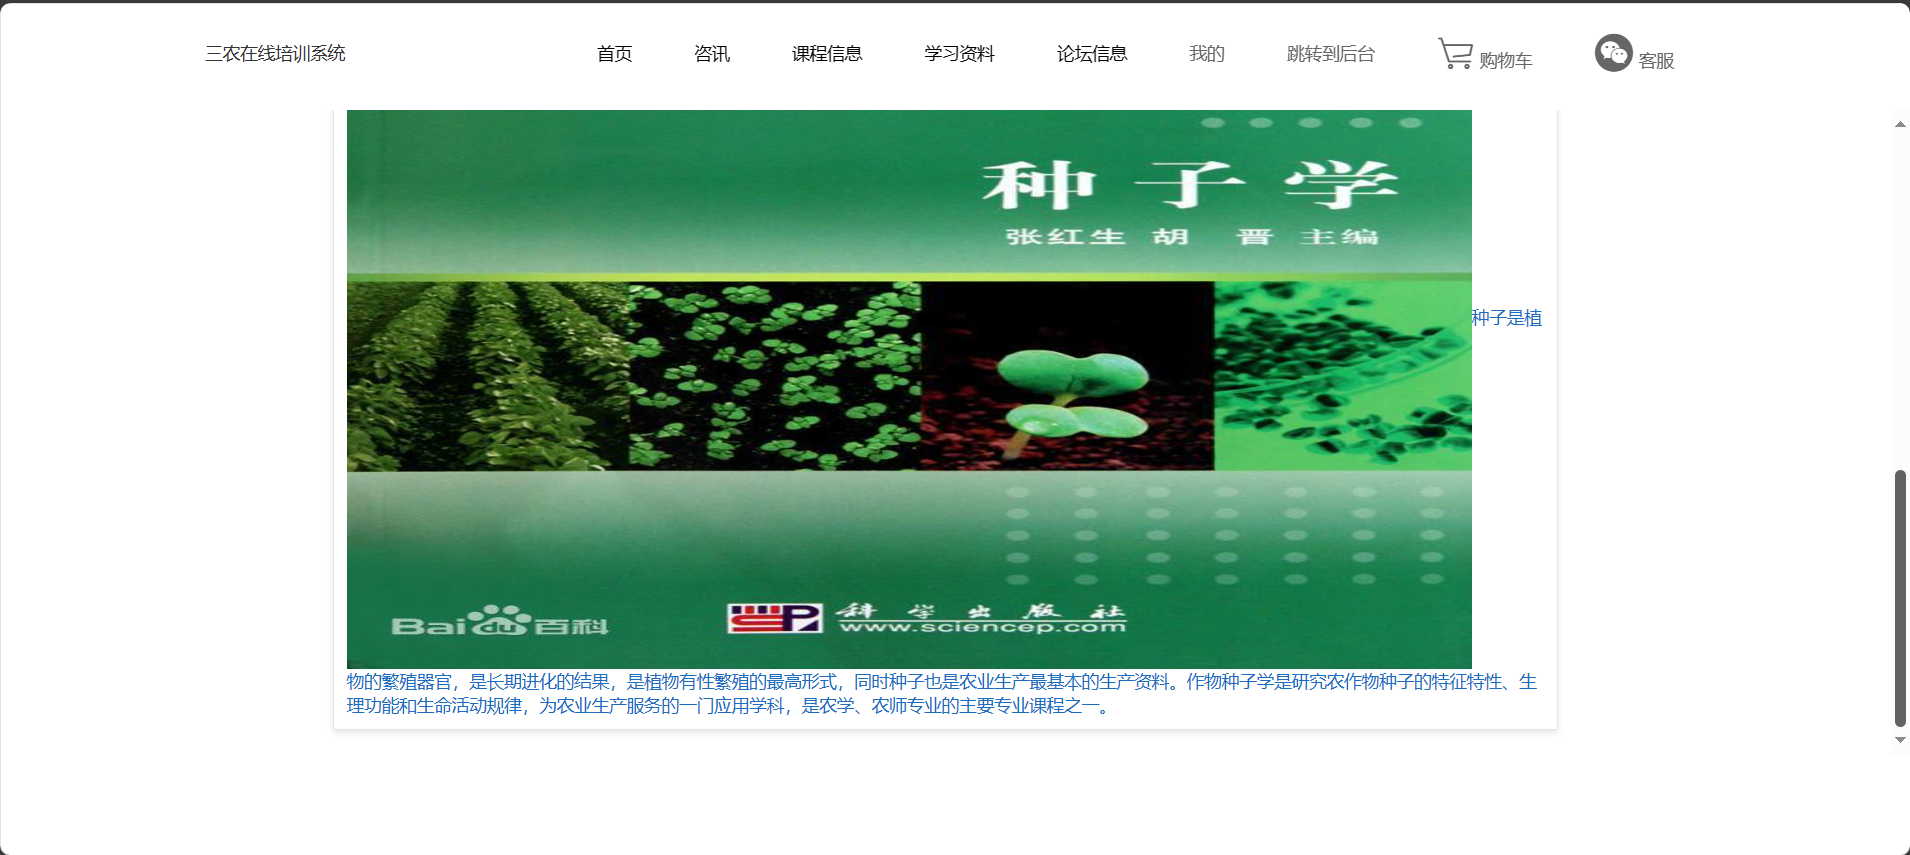 三农在线培训系统 首页 咨讯 课程信息 学习资料 论坛信息 我的 跳转到后台 购物车 客服
种子学
张红生 胡 晋 主编
种子是植
Baidu百科
科学出版社
www.sciencep.com
物的繁殖器官，是长期进化的结果，是植物有性繁殖的最高形式，同时种子也是农业生产最基本的生产资料。作物种子学是研究农作物种子的特征特性、生
理功能和生命活动规律，为农业生产服务的一门应用学科，是农学、农师专业的主要专业课程之一。